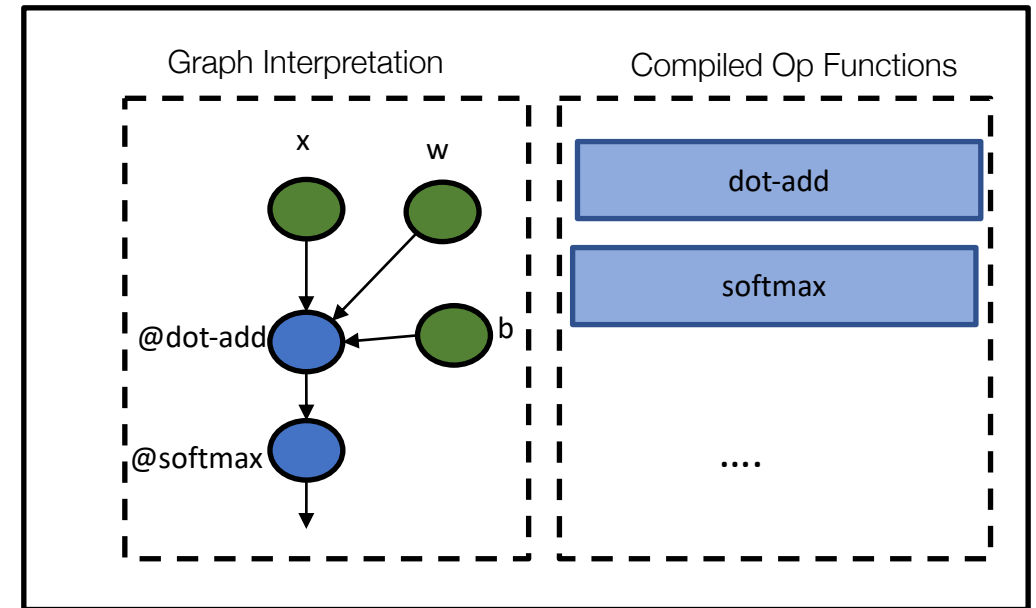 Graph Interpretation
Compiled Op Functions
x
w
dot-add
softmax
@dot-add
b
@softmax
....